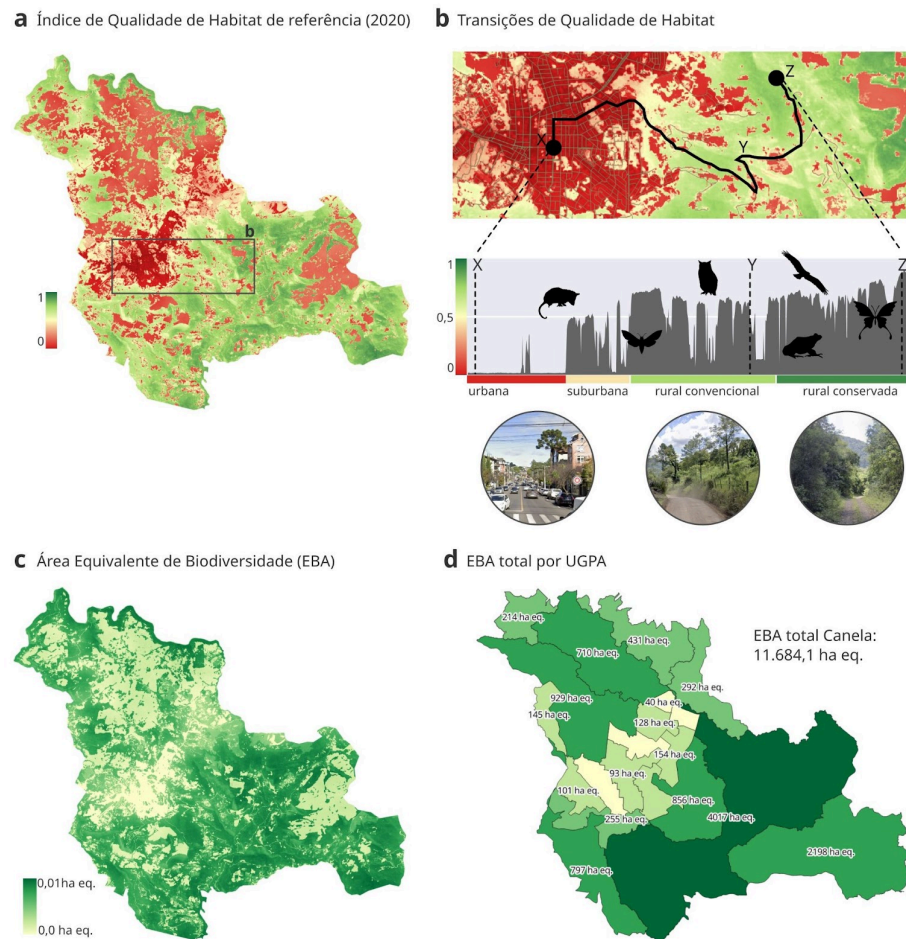 a Índice de Qualidade de Habitat de referência (2020)
b
1
0
b Transições de Qualidade de Habitat
X
Y
Z
1
0,5
0
X
Y
Z
urbana
suburbana
rural convencional
rural conservada
c Área Equivalente de Biodiversidade (EBA)
0,01ha eq.
0,0 ha eq.
d EBA total por UGPA
EBA total Canela:
11.684,1 ha eq.
214 ha eq.
431 ha eq.
710 ha eq.
292 ha eq.
929 ha eq.
40 ha eq.
145 ha eq.
128 ha eq.
154 ha eq.
93 ha eq.
101 ha eq.
856 ha eq.
4017 ha eq.
255 ha eq.
2198 ha eq.
797 ha eq.